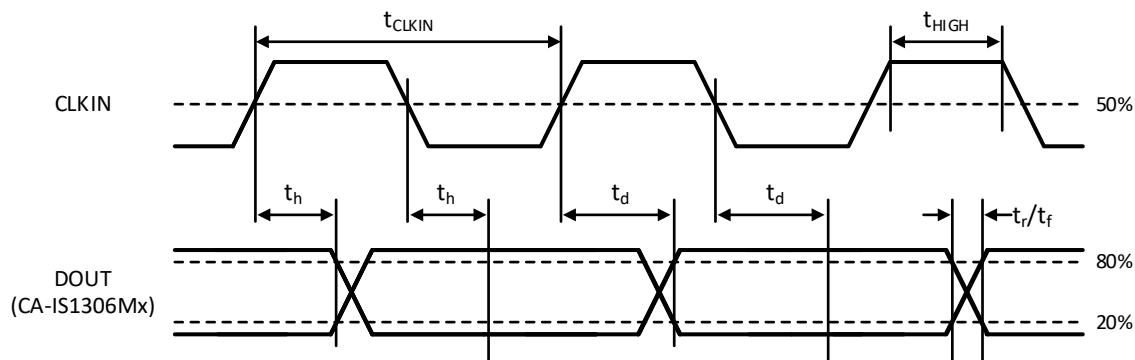 tCLKIN
tHIGH
CLKIN
50%
th
th
td
td
tr/tf
DOUT
(CA-IS1306Mx)
80%
20%